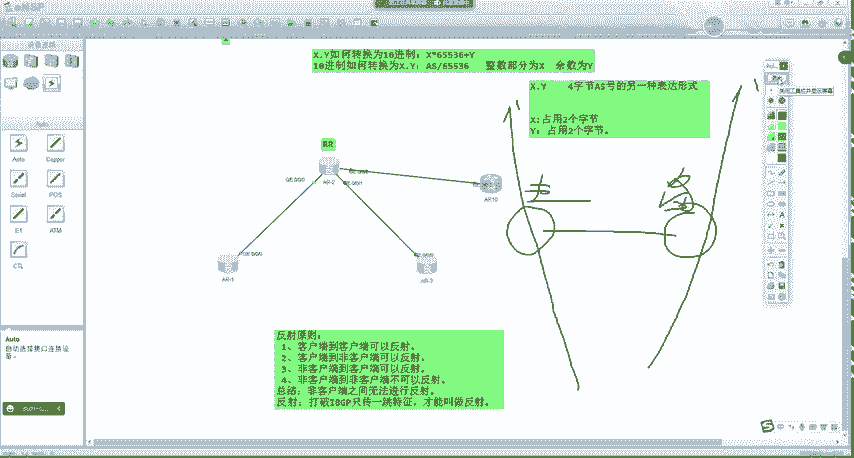 eNSP
X.Y如何转换为10进制：X*65536+Y
10进制如何转换为X.Y：AS/65536 整数部分为X 余数为Y
X.Y 4字节AS号的另一种表达形式
X:占用2个字节
Y：占用2个字节。
RR
AR-2
AR10
AR-1
AR-3
Auto
Auto
Copper
Serial
POS
E1
ATM
CTL
Auto
自动选择接口连接设备。
反射原则：
1、客户端到客户端可以反射。
2、客户端到非客户端可以反射。
3、非客户端到客户端可以反射。
4、非客户端到非客户端不可以反射。
总结：非客户端之间无法进行反射。
反射：打破IBGP只传一跳特征，才能叫做反射。